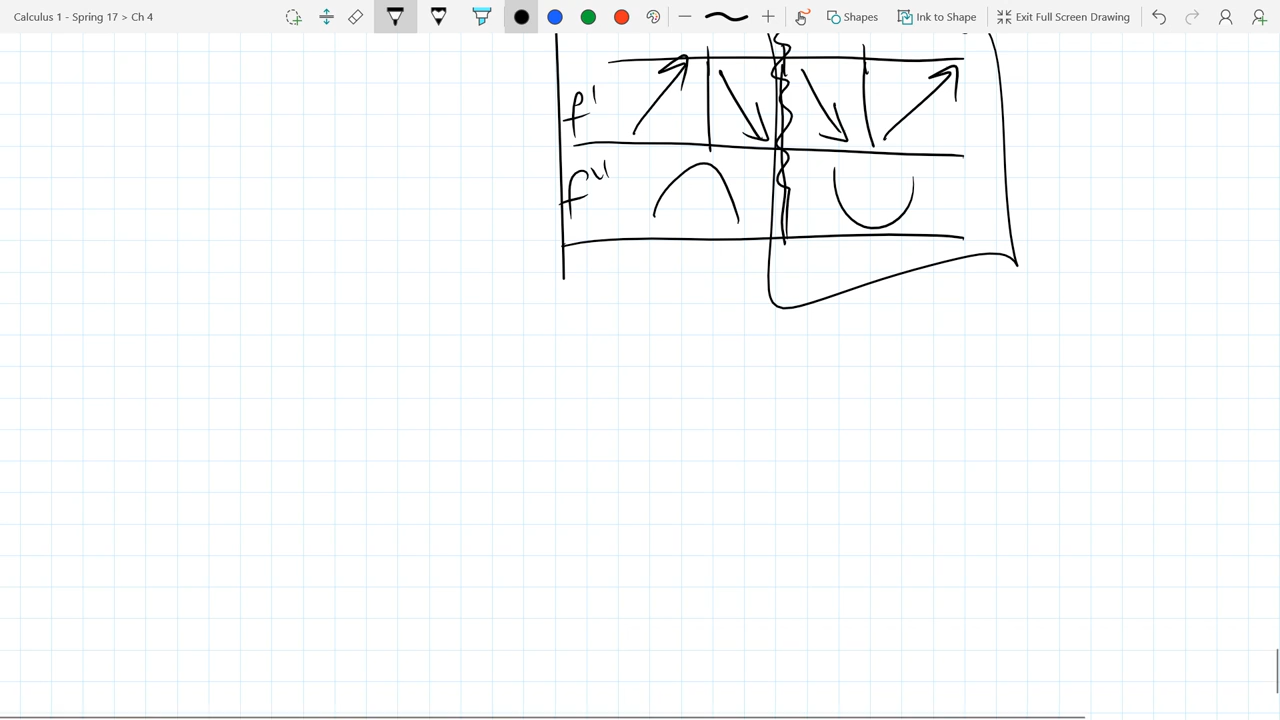 Calculus 1 - Spring 17 > Ch 4
Shapes
Ink to Shape
Exit Full Screen Drawing
f'
f"